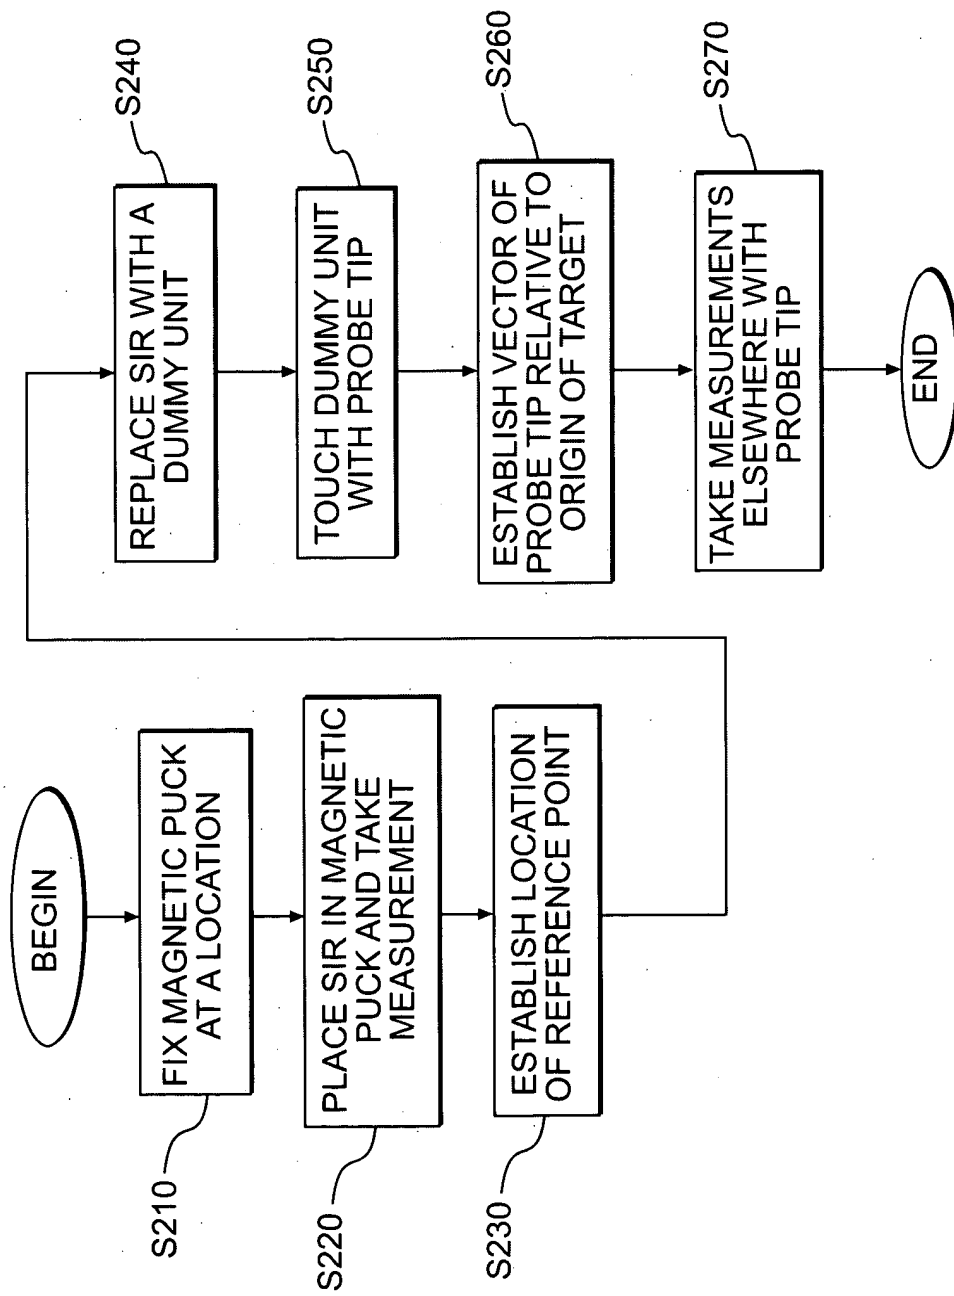 BEGIN
FIX MAGNETIC PUCK
AT A LOCATION
S210
PLACE SIR IN MAGNETIC
PUCK AND TAKE
MEASUREMENT
S220
ESTABLISH LOCATION
OF REFERENCE POINT
S230
REPLACE SIR WITH A
DUMMY UNIT
S240
TOUCH DUMMY UNIT
WITH PROBE TIP
S250
ESTABLISH VECTOR OF
PROBE TIP RELATIVE TO
ORIGIN OF TARGET
S260
TAKE MEASUREMENTS
ELSEWHERE WITH
PROBE TIP
S270
END